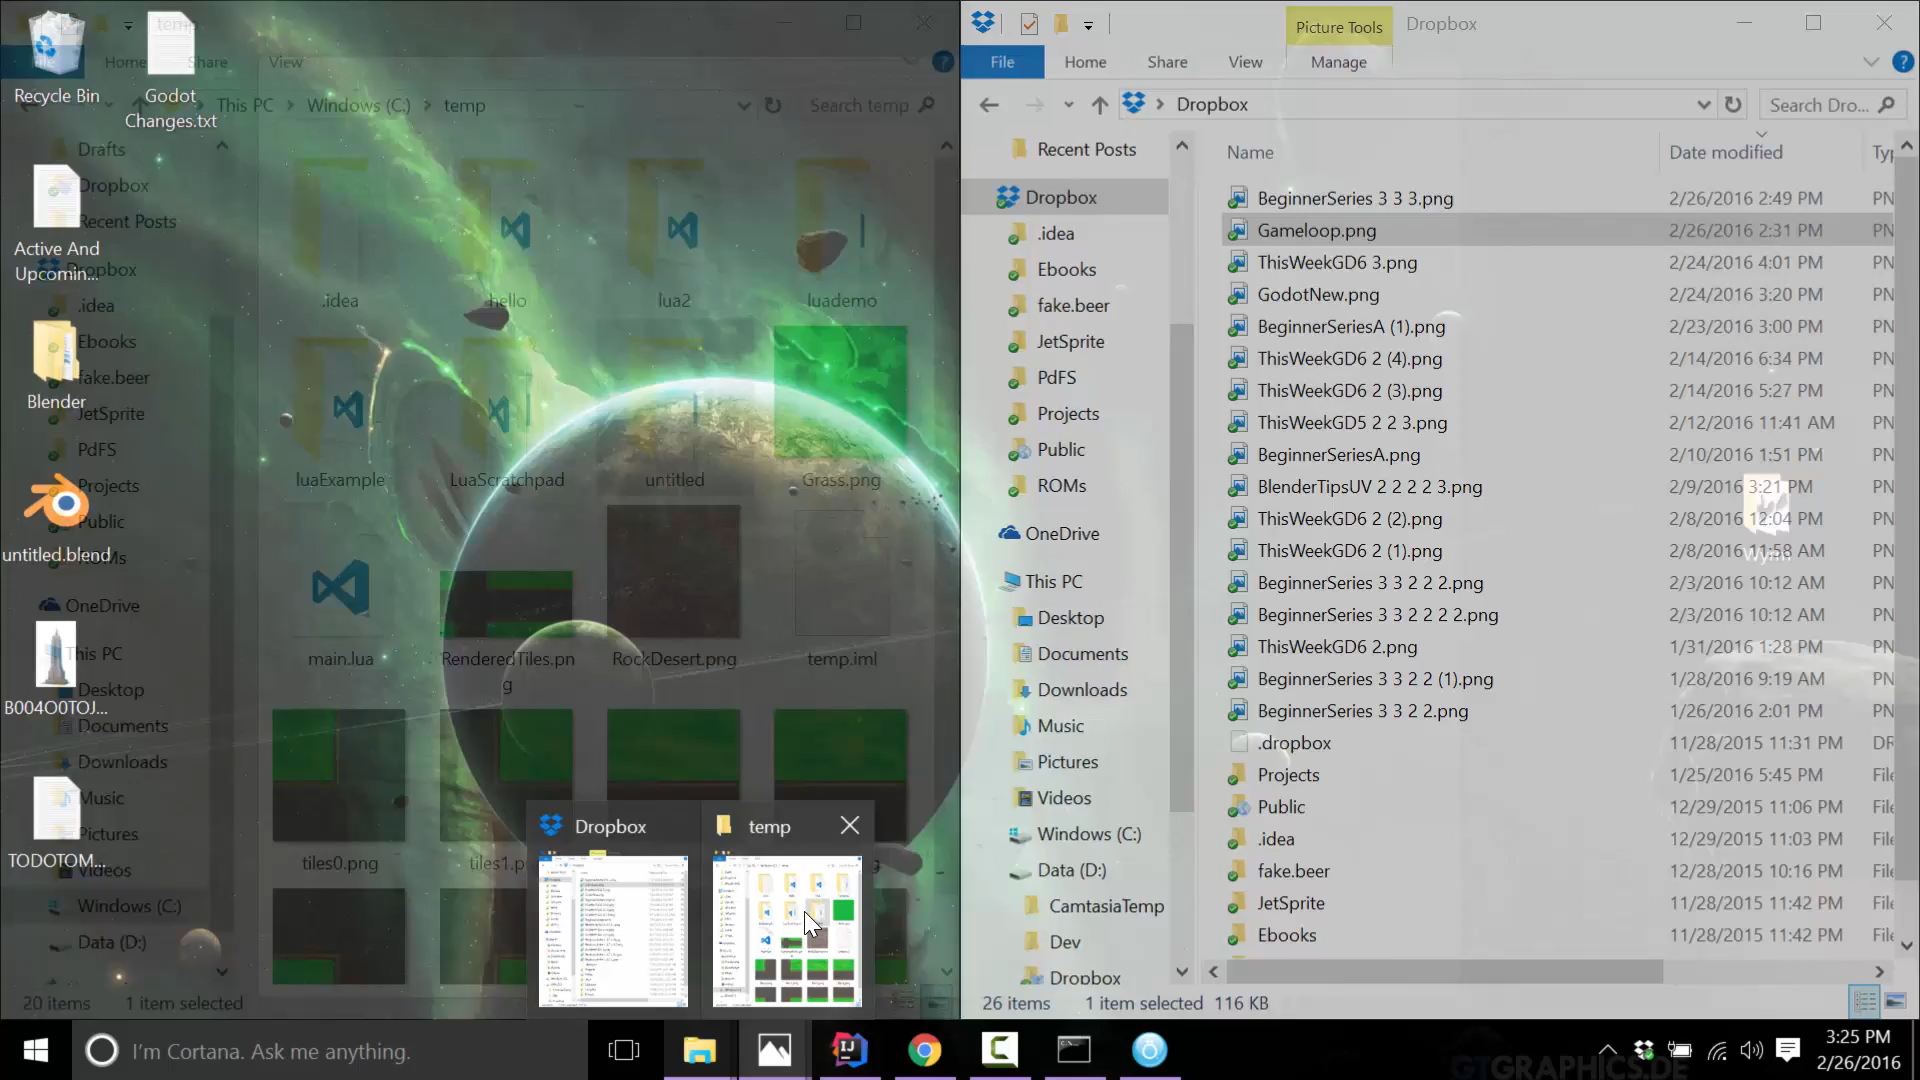 Recycle Bin
Godot
Changes.txt
Active And
Upcomin...
Blender
untitled.blend
B004O0TOJ...
TODOTOM...
temp
Home
Share
View
This PC
Windows (C:)
temp
Search temp
Drafts
Dropbox
Recent Posts
Dropbox
.idea
Ebooks
fake.beer
JetSprite
PdFS
Projects
Public
ROMs
OneDrive
This PC
Desktop
Documents
Downloads
Music
Pictures
Videos
Windows (C:)
Data (D:)
20 items
1 item selected
.idea
hello
lua2
luademo
luaExample
LuaScratchpad
untitled
Grass.png
main.lua
RenderedTiles.pn
g
RockDesert.png
temp.iml
tiles0.png
Dropbox
temp
Picture Tools
Dropbox
File
Home
Share
View
Manage
Dropbox
Search Dro...
Recent Posts
Dropbox
.idea
Ebooks
fake.beer
JetSprite
PdFS
Projects
Public
ROMs
OneDrive
This PC
Desktop
Documents
Downloads
Music
Pictures
Videos
Windows (C:)
Data (D:)
CamtasiaTemp
Dev
Dropbox
Name Date modified Typ
BeginnerSeries 3 3 3.png 2/26/2016 2:49 PM PN
Gameloop.png 2/26/2016 2:31 PM PN
ThisWeekGD6 3.png 2/24/2016 4:01 PM PN
GodotNew.png 2/24/2016 3:20 PM PN
BeginnerSeriesA (1).png 2/23/2016 3:00 PM PN
ThisWeekGD6 2 (4).png 2/14/2016 6:34 PM PN
ThisWeekGD6 2 (3).png 2/14/2016 5:27 PM PN
ThisWeekGD5 2 2 3.png 2/12/2016 11:41 AM PN
BeginnerSeriesA.png 2/10/2016 1:51 PM PN
BlenderTipsUV 2 2 2 2 3.png 2/9/2016 3:21 PM PN
ThisWeekGD6 2 (2).png 2/8/2016 12:04 PM PN
ThisWeekGD6 2 (1).png 2/8/2016 11:58 AM PN
BeginnerSeries 3 3 2 2 2.png 2/3/2016 10:12 AM PN
BeginnerSeries 3 3 2 2 2 2.png 2/3/2016 10:12 AM PN
ThisWeekGD6 2.png 1/31/2016 1:28 PM PN
BeginnerSeries 3 3 2 2 (1).png 1/28/2016 9:19 AM PN
BeginnerSeries 3 3 2 2.png 1/26/2016 2:01 PM PN
.dropbox 11/28/2015 11:31 PM DR
Projects 1/25/2016 5:45 PM File
Public 12/29/2015 11:06 PM File
.idea 12/29/2015 11:03 PM File
fake.beer 12/28/2015 10:16 PM File
JetSprite 11/28/2015 11:42 PM File
Ebooks 11/28/2015 11:42 PM File
26 items
1 item selected 116 KB
I'm Cortana. Ask me anything.
GTGRAPHICS.DE
3:25 PM
2/26/2016